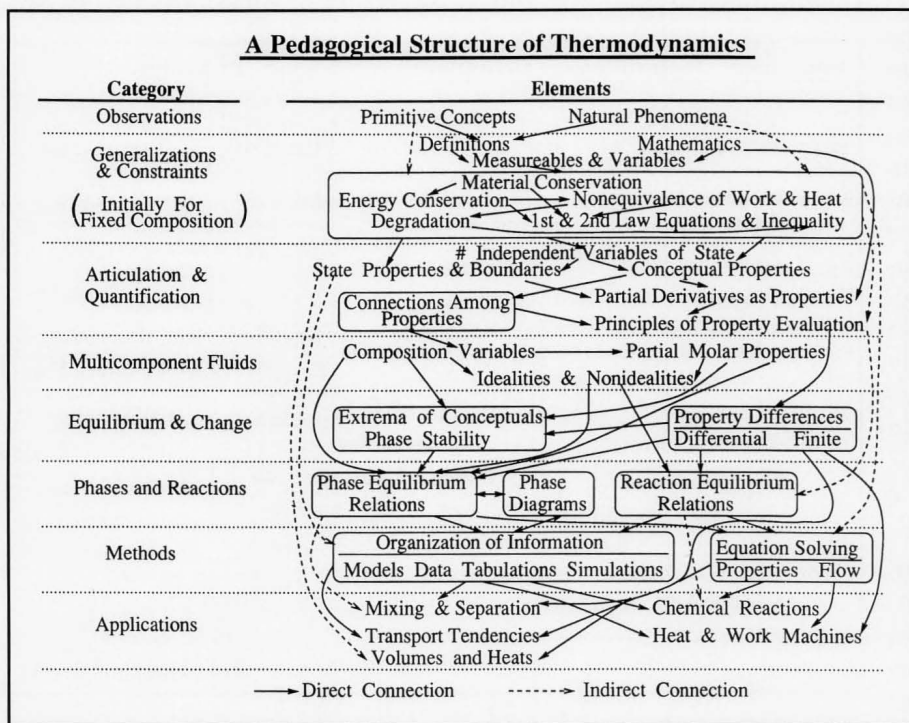 A Pedagogical Structure of Thermodynamics
Category
Elements
Observations
Primitive Concepts
Natural Phenomena
Generalizations
& Constraints
( Initially For
Fixed Composition )
Definitions
Mathematics
Measureables & Variables
Material Conservation
Energy Conservation
Nonequivalence of Work & Heat
Degradation
1st & 2nd Law Equations & Inequality
Articulation &
Quantification
# Independent Variables of State
State Properties & Boundaries
Conceptual Properties
Connections Among
Properties
Partial Derivatives as Properties
Principles of Property Evaluation
Multicomponent Fluids
Composition Variables
Partial Molar Properties
Idealities & Nonidealities
Equilibrium & Change
Extrema of Conceptuals
Phase Stability
Property Differences
Differential Finite
Phases and Reactions
Phase Equilibrium
Relations
Phase
Diagrams
Reaction Equilibrium
Relations
Methods
Organization of Information
Models Data Tabulations Simulations
Equation Solving
Properties Flow
Applications
Mixing & Separation
Chemical Reactions
Transport Tendencies
Heat & Work Machines
Volumes and Heats
Direct Connection
Indirect Connection